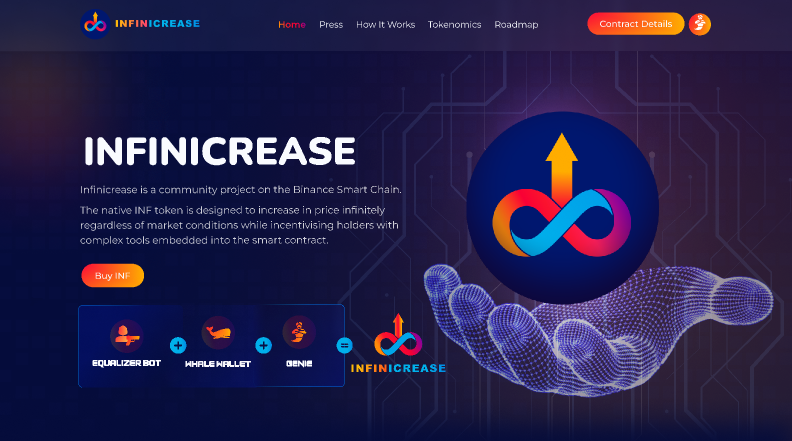 INFINICREASE
Home Press How It Works Tokenomics Roadmap
Contract Details
INFINICREASE
Infinicrease is a community project on the Binance Smart Chain.
The native INF token is designed to increase in price infinitely
regardless of market conditions while incentivising holders with
complex tools embedded into the smart contract.
Buy INF
EQUALIZER BOT + WHALE WALLET + GENIE = INFINICREASE